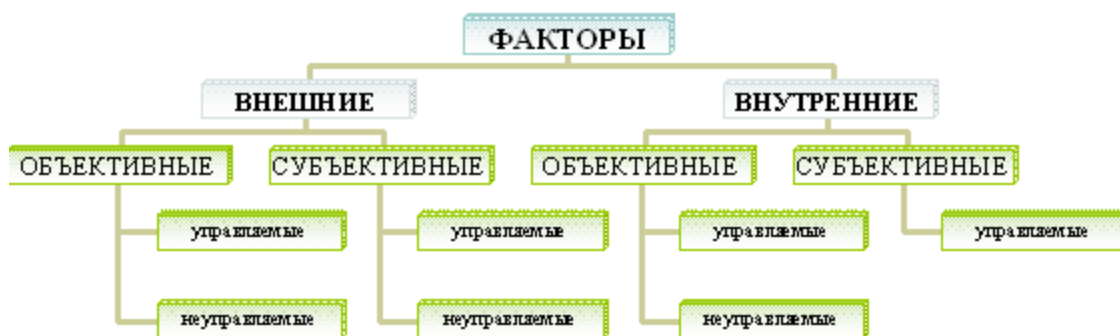 ФАКТОРЫ
ВНЕШНИЕ
ВНУТРЕННИЕ
ОБЪЕКТИВНЫЕ
СУБЪЕКТИВНЫЕ
ОБЪЕКТИВНЫЕ
СУБЪЕКТИВНЫЕ
управляемые
управляемые
управляемые
управляемые
неуправляемые
неуправляемые
неуправляемые